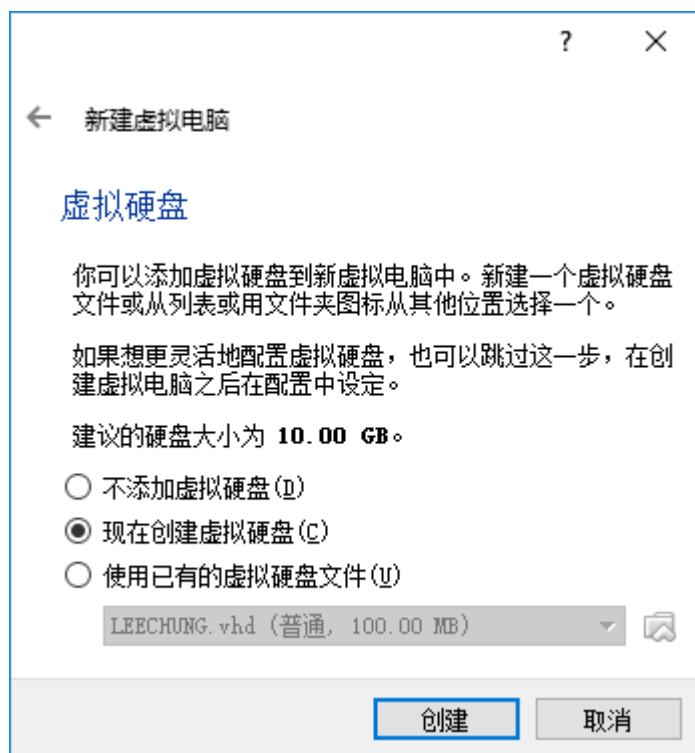 ?
新建虚拟电脑
虚拟硬盘
你可以添加虚拟硬盘到新虚拟电脑中。新建一个虚拟硬盘
文件或从列表或用文件夹图标从其他位置选择一个。
如果想更灵活地配置虚拟硬盘，也可以跳过这一步，在创
建虚拟电脑之后在配置中设定。
建议的硬盘大小为 10.00 GB。
不添加虚拟硬盘(D)
现在创建虚拟硬盘(C)
使用已有的虚拟硬盘文件(U)
LEECHUNG.vhd (普通, 100.00 MB)
创建
取消